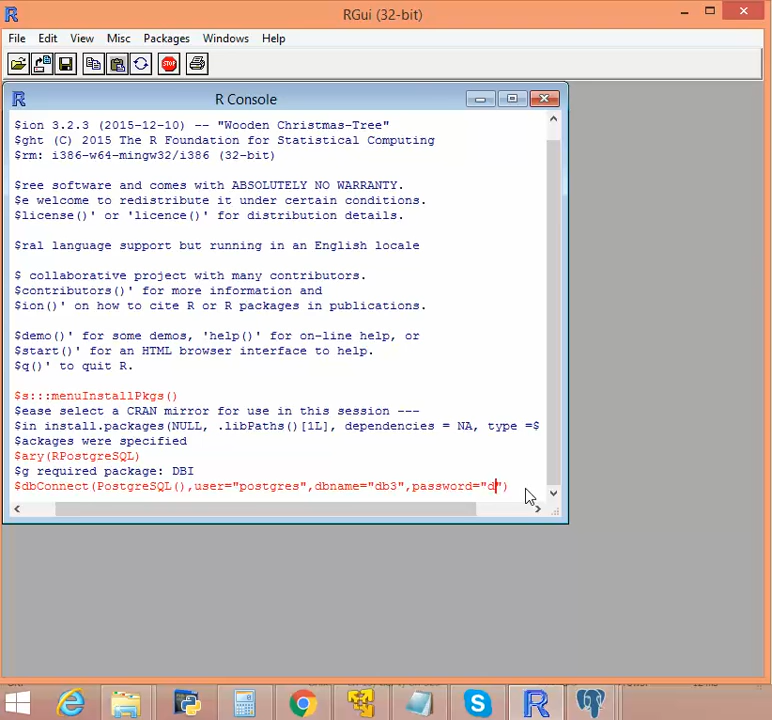 RGui (32-bit)
File Edit View Misc Packages Windows Help
R Console
$ion 3.2.3 (2015-12-10) -- "Wooden Christmas-Tree"
$ght (C) 2015 The R Foundation for Statistical Computing
$rm: i386-w64-mingw32/i386 (32-bit)
$ree software and comes with ABSOLUTELY NO WARRANTY.
$e welcome to redistribute it under certain conditions.
$license()' or 'licence()' for distribution details.
$ral language support but running in an English locale
$ collaborative project with many contributors.
$contributors()' for more information and
$ion()' on how to cite R or R packages in publications.
$demo()' for some demos, 'help()' for on-line help, or
$start()' for an HTML browser interface to help.
$q()' to quit R.
$s:::menuInstallPkgs()
$ease select a CRAN mirror for use in this session ---
$in install.packages(NULL, .libPaths()[1L], dependencies = NA, type =$
$ackages were specified
$ary(RPostgreSQL)
$g required package: DBI
$dbConnect(PostgreSQL(),user="postgres",dbname="db3",password="d")